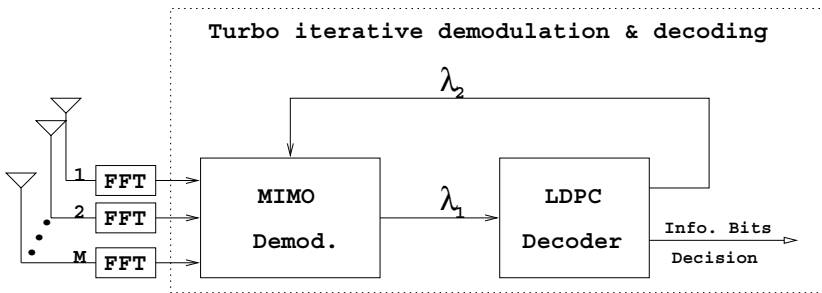 Turbo iterative demodulation & decoding
λ2
1 FFT
2 FFT
M FFT
MIMO
Demod.
λ1
LDPC
Decoder
Info. Bits
Decision